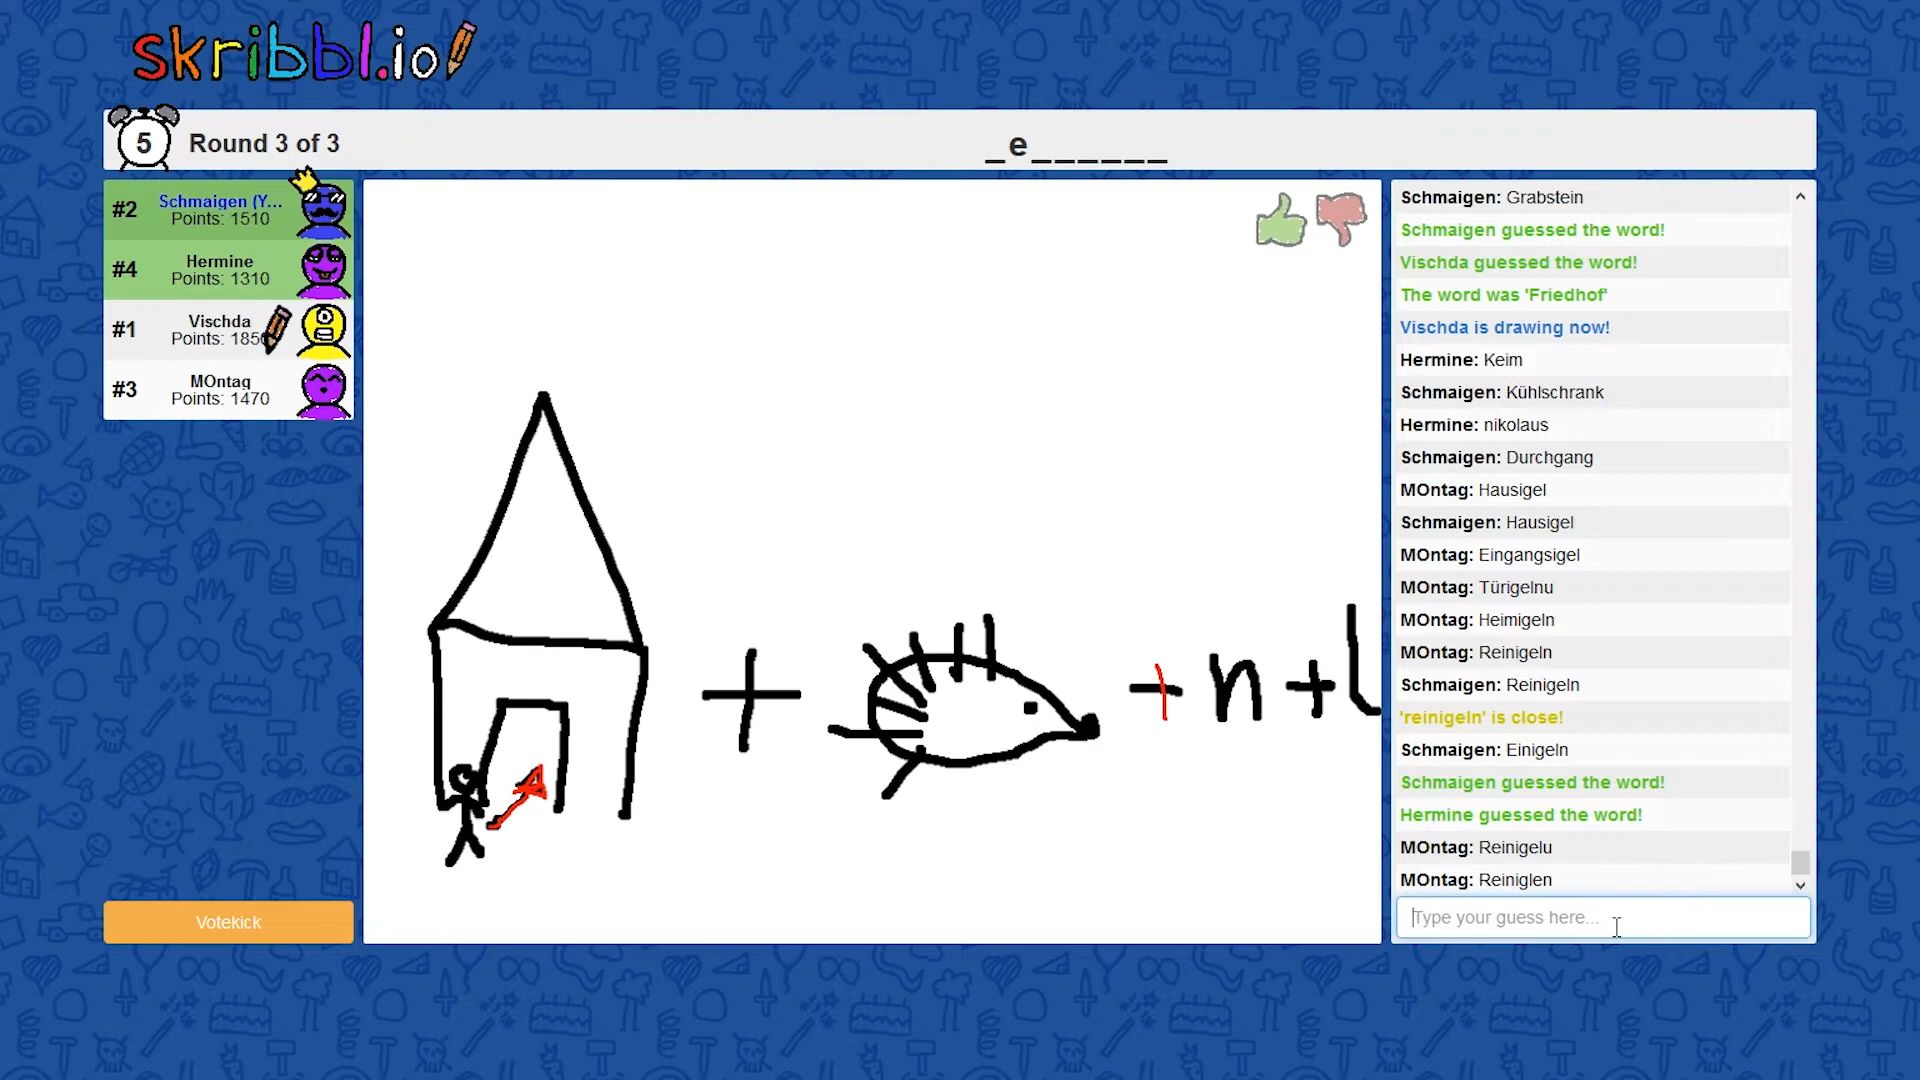 skribbl.io
5
Round 3 of 3
_e______
#2
Schmaigen (Y...
Points: 1510
#4
Hermine
Points: 1310
#1
Vischda
Points: 1850
#3
MOntag
Points: 1470
+ - n + l
Votekick
Schmaigen: Grabstein
Schmaigen guessed the word!
Vischda guessed the word!
The word was 'Friedhof'
Vischda is drawing now!
Hermine: Keim
Schmaigen: Kühlschrank
Hermine: nikolaus
Schmaigen: Durchgang
MOntag: Hausigel
Schmaigen: Hausigel
MOntag: Eingangsigel
MOntag: Türigelnu
MOntag: Heimigeln
MOntag: Reinigeln
Schmaigen: Reinigeln
'reinigeln' is close!
Schmaigen: Einigeln
Schmaigen guessed the word!
Hermine guessed the word!
MOntag: Reinigelu
MOntag: Reiniglen
Type your guess here...